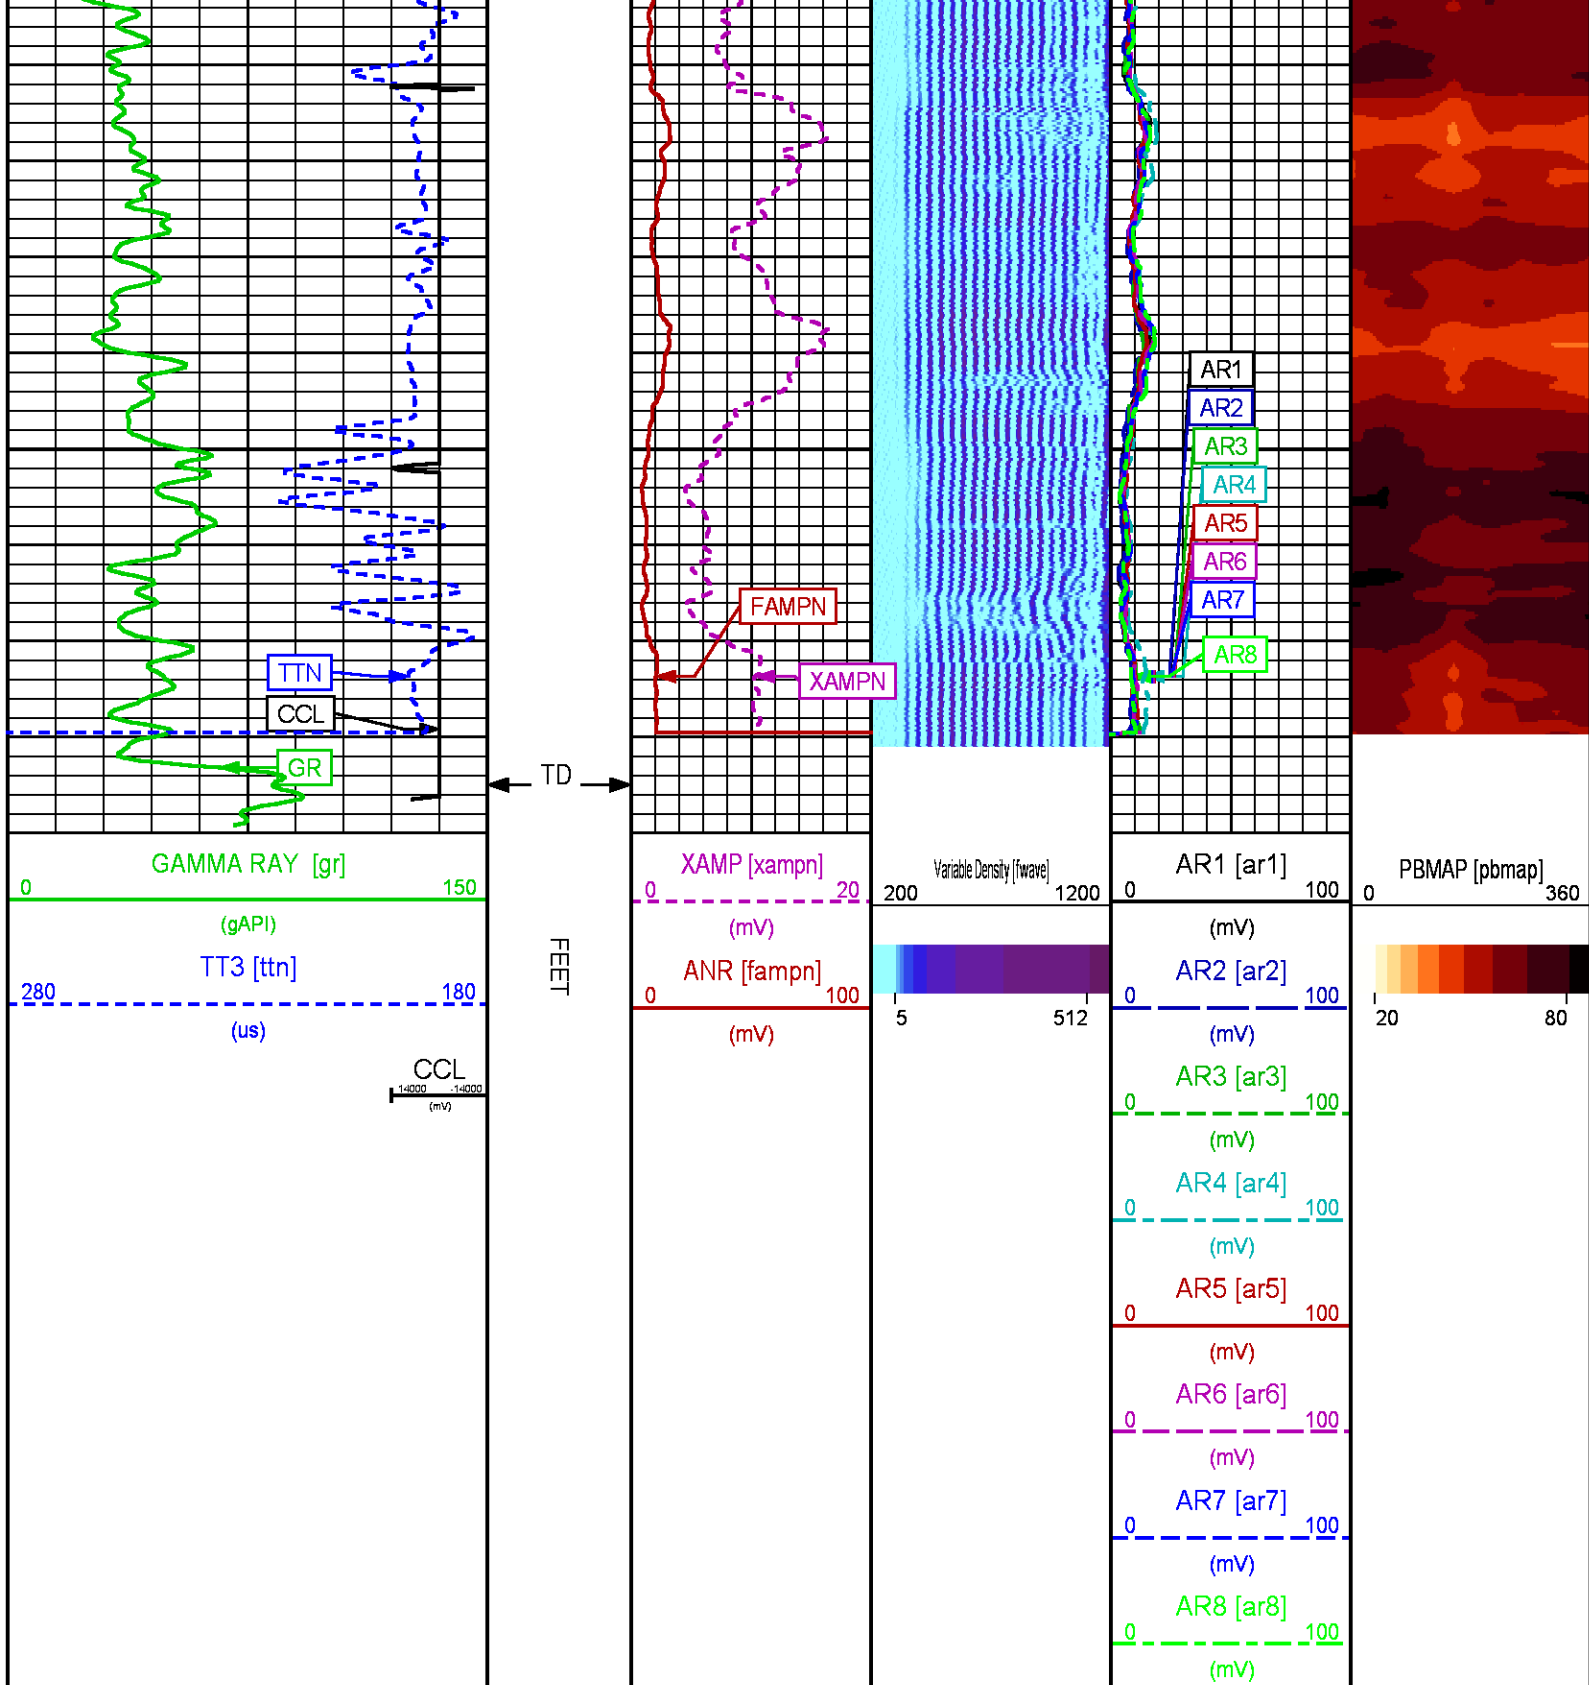 AR1
AR2
AR3
AR4
AR5
AR6
AR7
AR8
FAMPN
XAMPN
TTN
CCL
GR
TD
GAMMA RAY [gr]
0 150
(gAPI)
TT3 [ttn]
280 180
(us)
CCL
14000 -14000
(mV)
FEET
XAMP [xampn]
0 20
(mV)
ANR [fampn]
0 100
(mV)
Variable Density [fwave]
200 1200
5 512
AR1 [ar1]
0 100
(mV)
AR2 [ar2]
0 100
(mV)
AR3 [ar3]
0 100
(mV)
AR4 [ar4]
0 100
(mV)
AR5 [ar5]
0 100
(mV)
AR6 [ar6]
0 100
(mV)
AR7 [ar7]
0 100
(mV)
AR8 [ar8]
0 100
(mV)
PBMAP [pbmap]
0 360
20 80